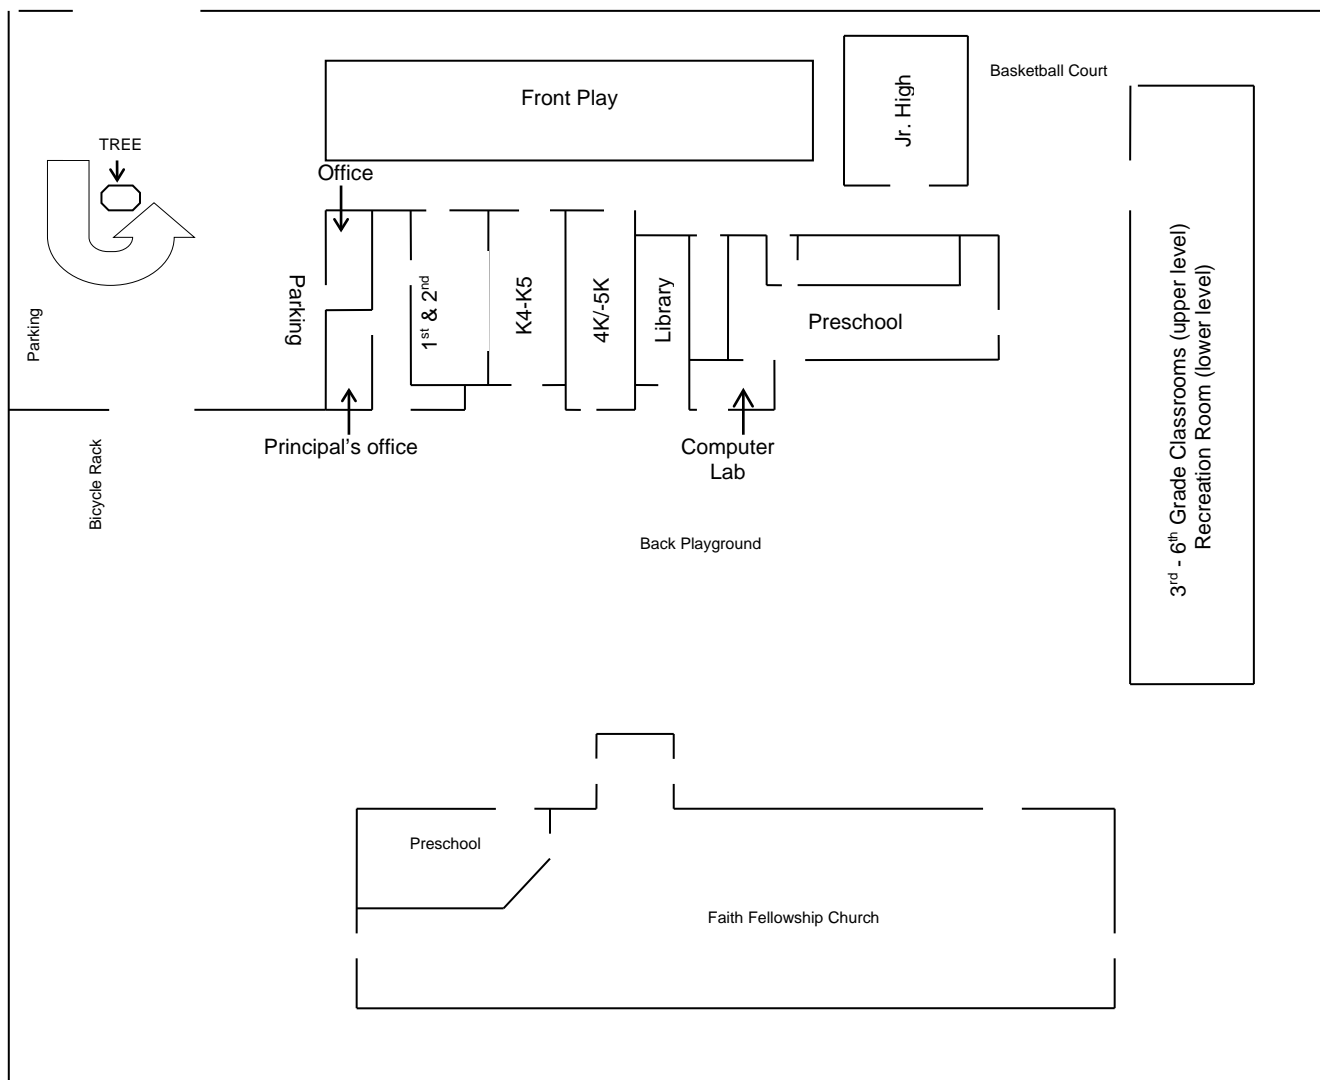 Basketball Court
Front Play
Jr. High
TREE
Office
Parking
Parking
1st & 2nd
K4-K5
4K/-5K
Library
Preschool
3rd - 6th Grade Classrooms (upper level)
Recreation Room (lower level)
Principal's office
Computer
Lab
Bicycle Rack
Back Playground
Preschool
Faith Fellowship Church